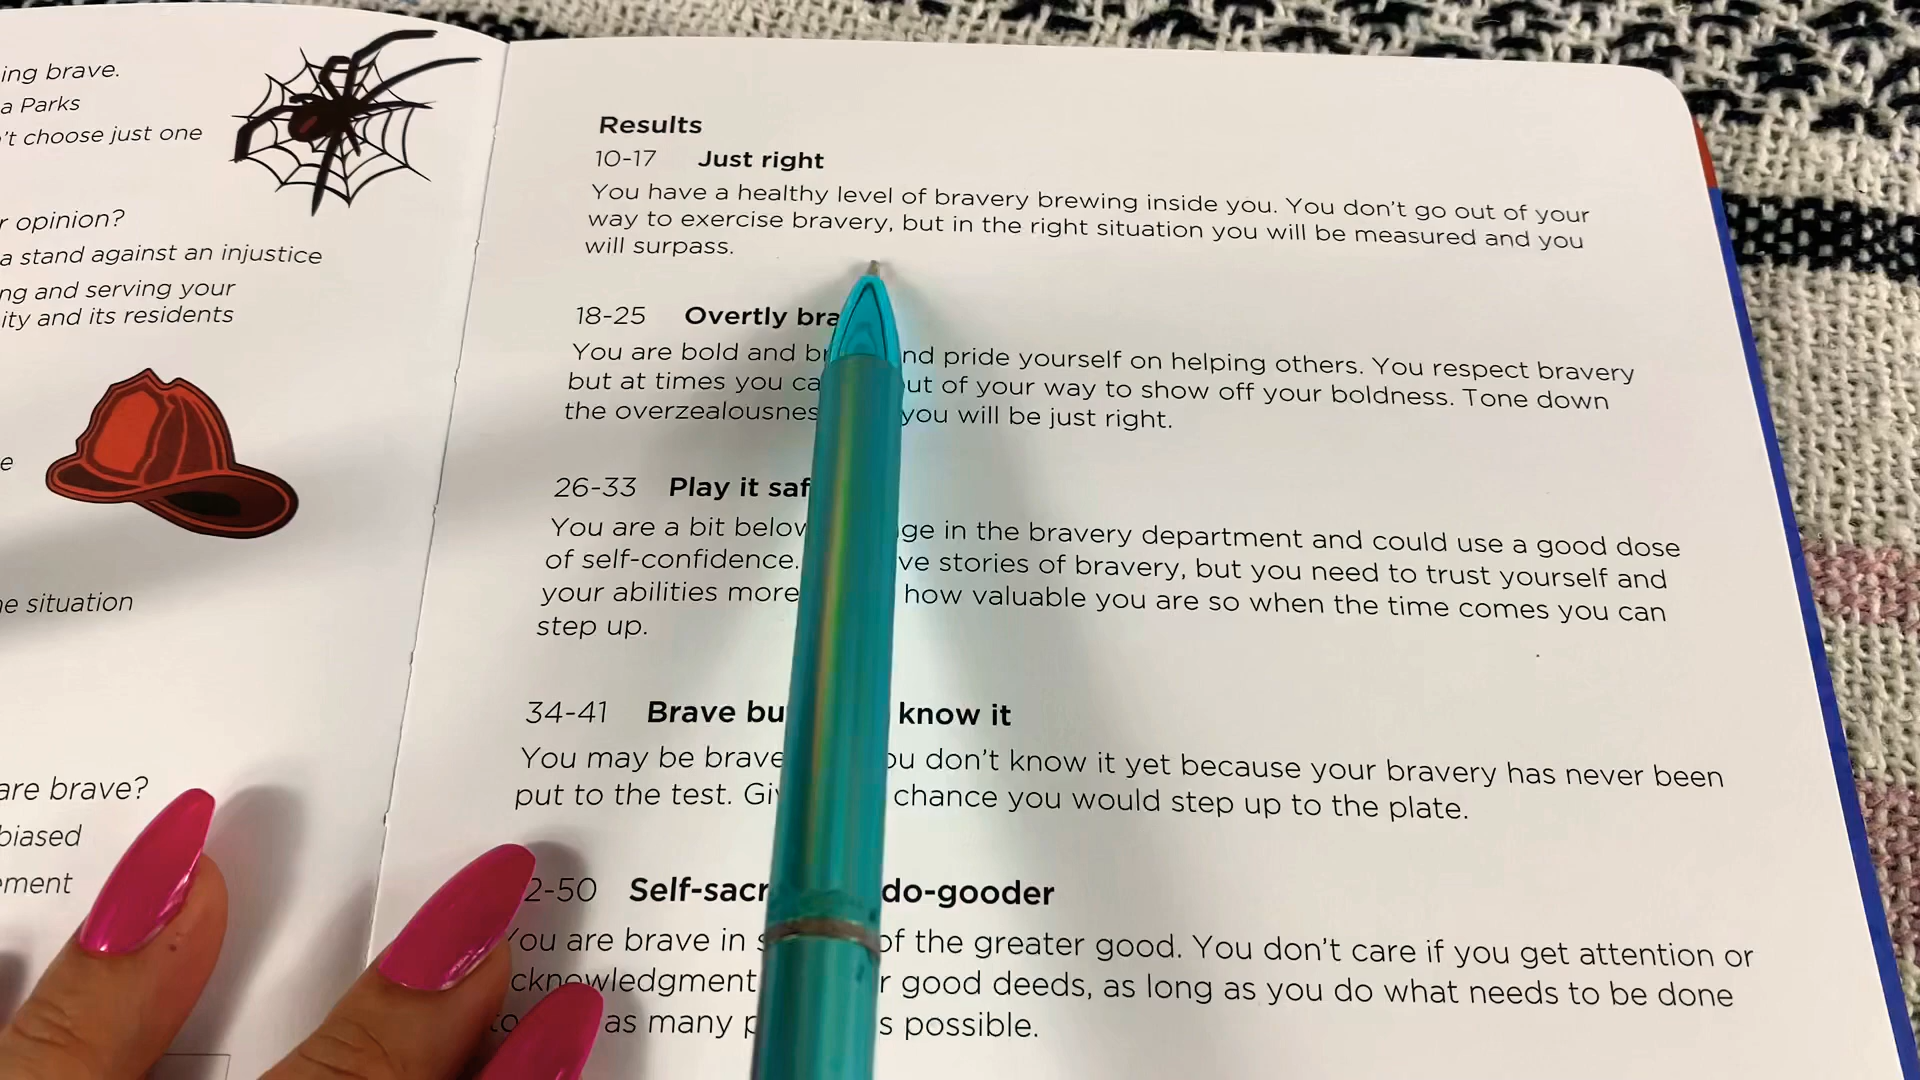 ing brave.
a Parks
't choose just one
r opinion?
a stand against an injustice
ng and serving your
ity and its residents
e
e situation
are brave?
biased
ement
Results
10-17 Just right
You have a healthy level of bravery brewing inside you. You don't go out of your
way to exercise bravery, but in the right situation you will be measured and you
will surpass.
18-25 Overtly bra
You are bold and br nd pride yourself on helping others. You respect bravery
but at times you ca ut of your way to show off your boldness. Tone down
the overzealousnes you will be just right.
26-33 Play it saf
You are a bit below ge in the bravery department and could use a good dose
of self-confidence. ve stories of bravery, but you need to trust yourself and
your abilities more how valuable you are so when the time comes you can
step up.
34-41 Brave bu know it
You may be brave ou don't know it yet because your bravery has never been
put to the test. Gi chance you would step up to the plate.
2-50 Self-sacr do-gooder
You are brave in of the greater good. You don't care if you get attention or
cknowledgment r good deeds, as long as you do what needs to be done
to as many p s possible.